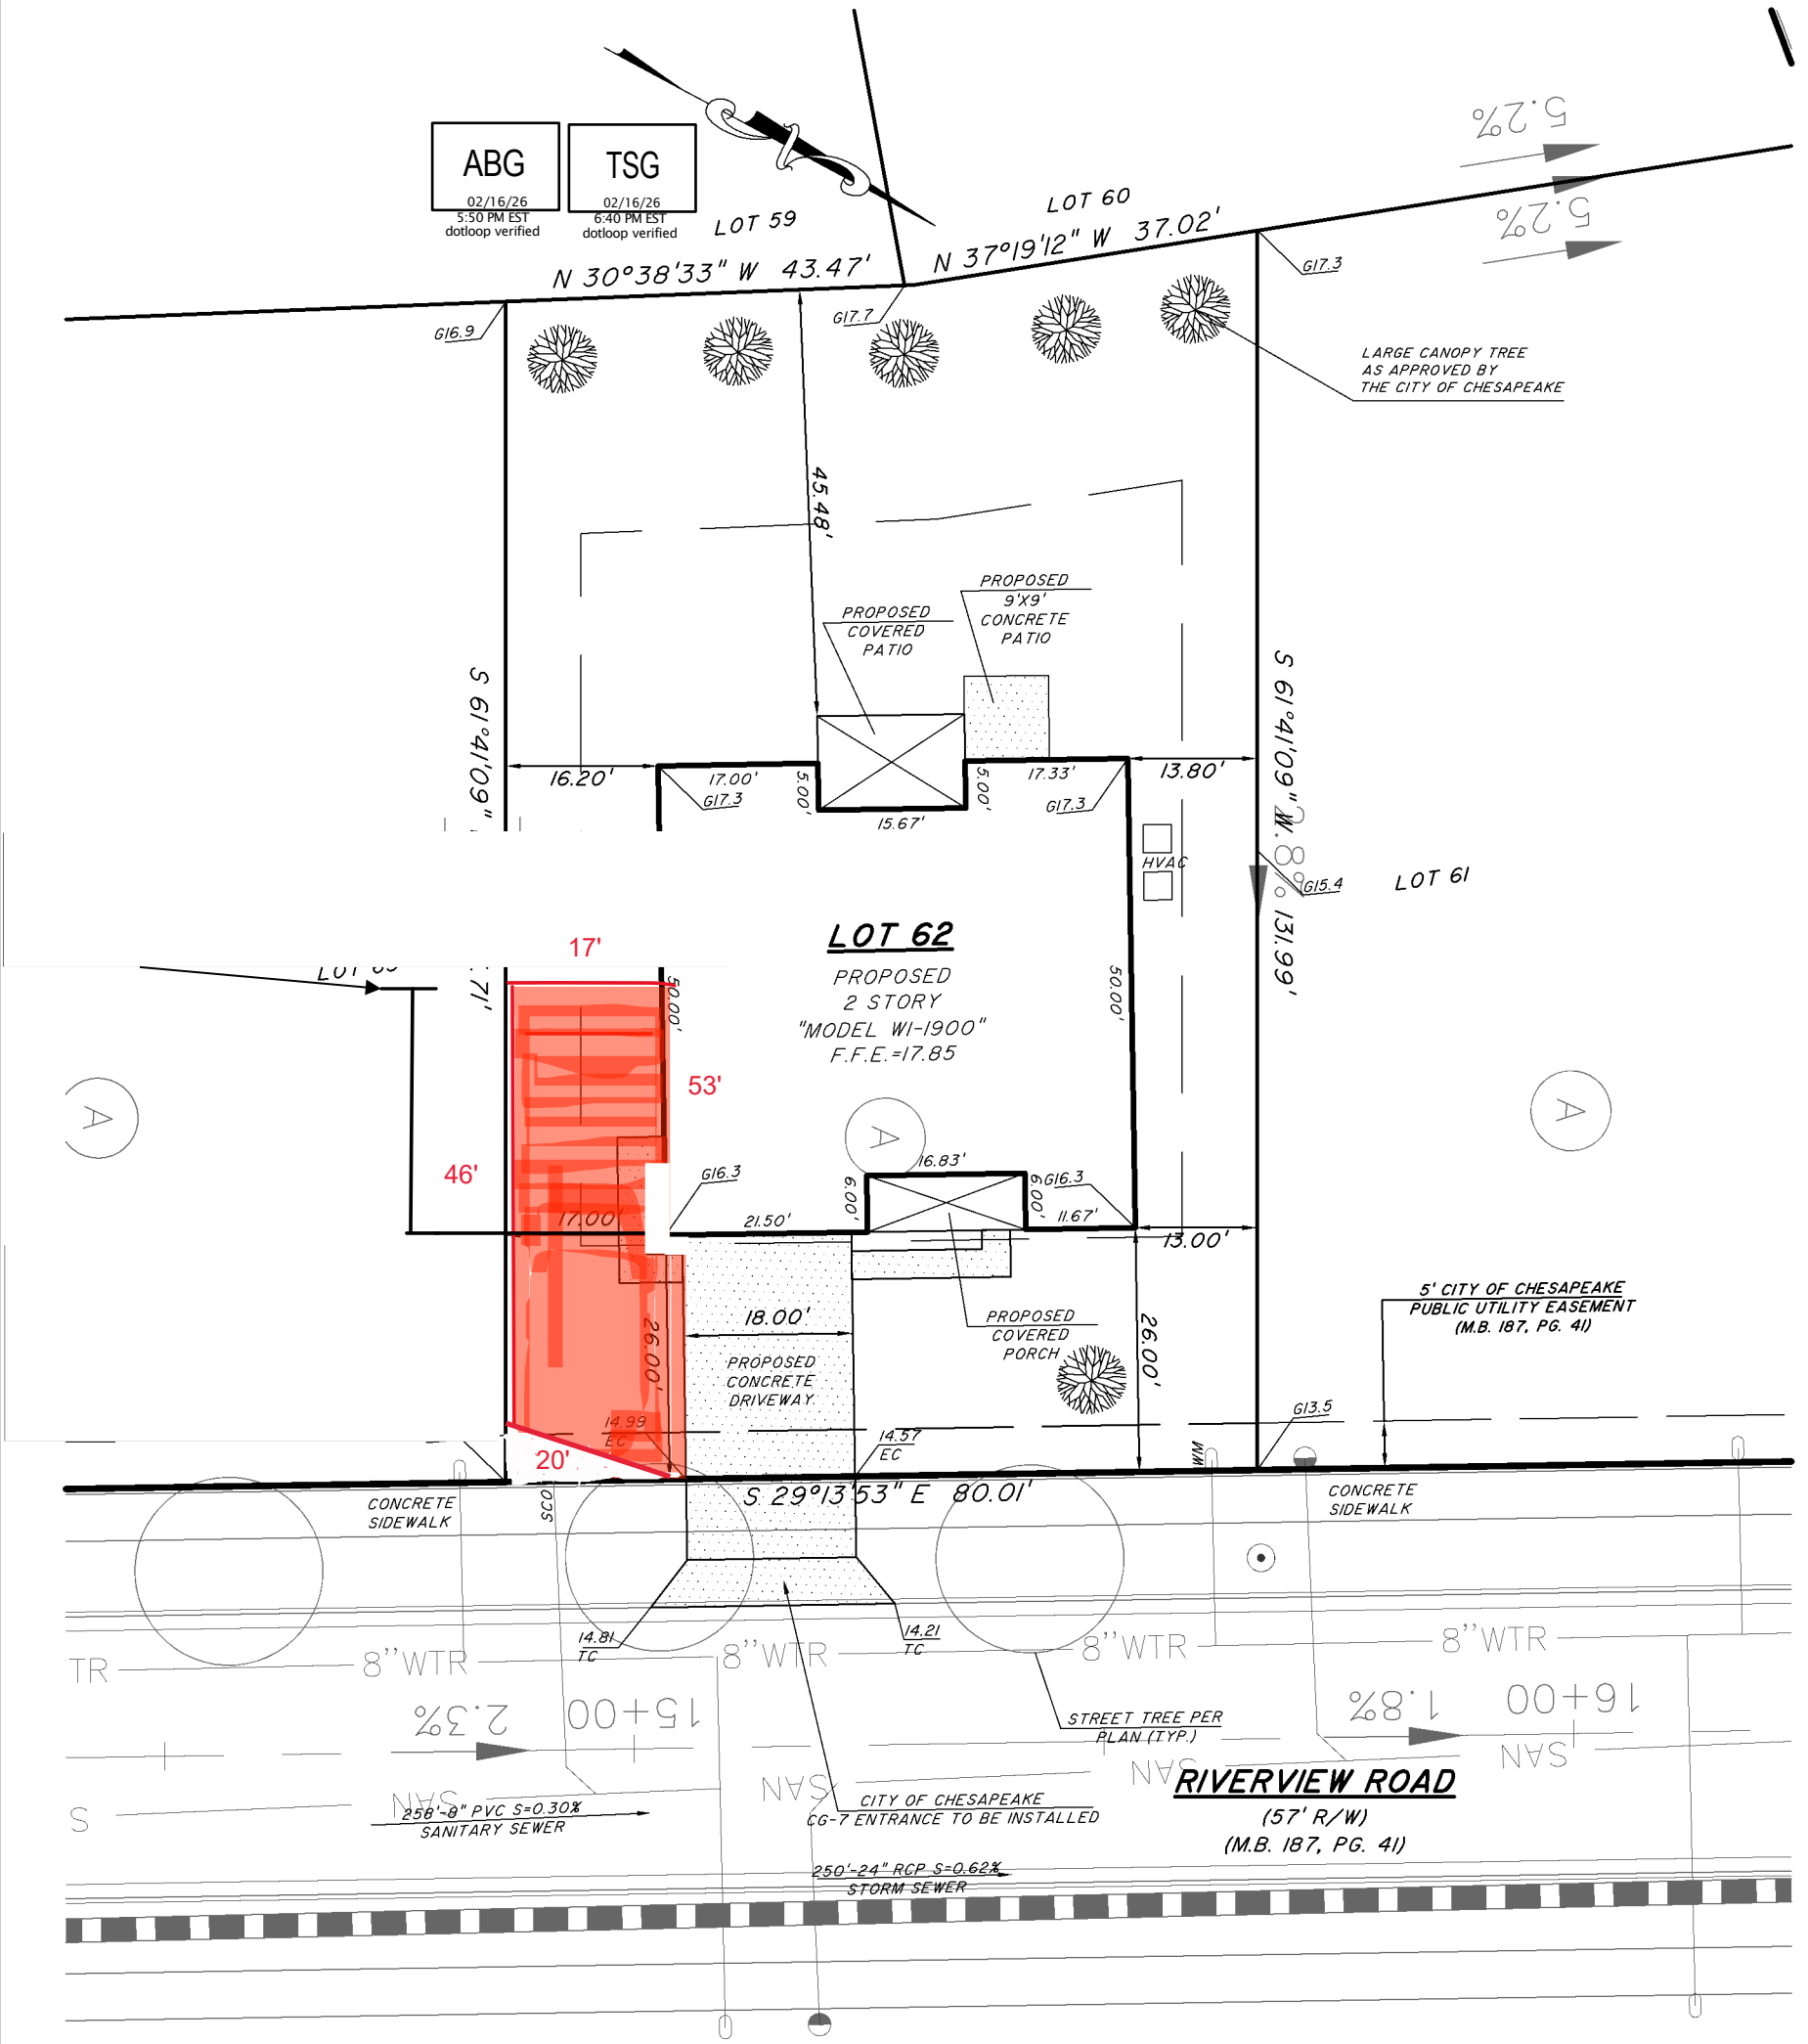 5.2%
5.2%
ABG
02/16/26
5:50 PM EST
dotloop verified
TSG
02/16/26
6:40 PM EST
dotloop verified
LOT 59
LOT 60
N 30°38'33" W 43.47'
N 37°19'12" W 37.02'
G16.9
G17.7
G17.3
LARGE CANOPY TREE
AS APPROVED BY
THE CITY OF CHESAPEAKE
45.48'
PROPOSED
COVERED
PATIO
PROPOSED
9'X9'
CONCRETE
PATIO
S 61°41'09"
S 61°41'09" W 131.99'
2.8%
16.20'
17.00'
5.00'
15.67'
5.00'
17.33'
13.80'
G17.3
G17.3
HVAC
G15.4
LOT 61
LOT 62
PROPOSED
2 STORY
"MODEL WI-1900"
F.F.E.=17.85
17'
.71'
50.00'
50.00'
53'
46'
A
A
A
G16.3
17.00'
21.50'
6.00'
16.83'
6.00'
G16.3
11.67'
13.00'
18.00'
PROPOSED
CONCRETE
DRIVEWAY
26.00'
PROPOSED
COVERED
PORCH
26.00'
5' CITY OF CHESAPEAKE
PUBLIC UTILITY EASEMENT
(M.B. 187, PG. 41)
14.99
EC
20'
14.57
EC
WM
G13.5
S 29°13'53" E 80.01'
CONCRETE
SIDEWALK
CONCRETE
SIDEWALK
14.81
TC
14.21
TC
TR
8"WTR
8"WTR
8"WTR
8"WTR
2.3%
15+00
1.8%
16+00
STREET TREE PER
PLAN (TYP.)
S
SAN
SAN
SAN
SAN
258'-8" PVC S=0.30%
SANITARY SEWER
CITY OF CHESAPEAKE
CG-7 ENTRANCE TO BE INSTALLED
RIVERVIEW ROAD
(57' R/W)
(M.B. 187, PG. 41)
250'-24" RCP S=0.62%
STORM SEWER